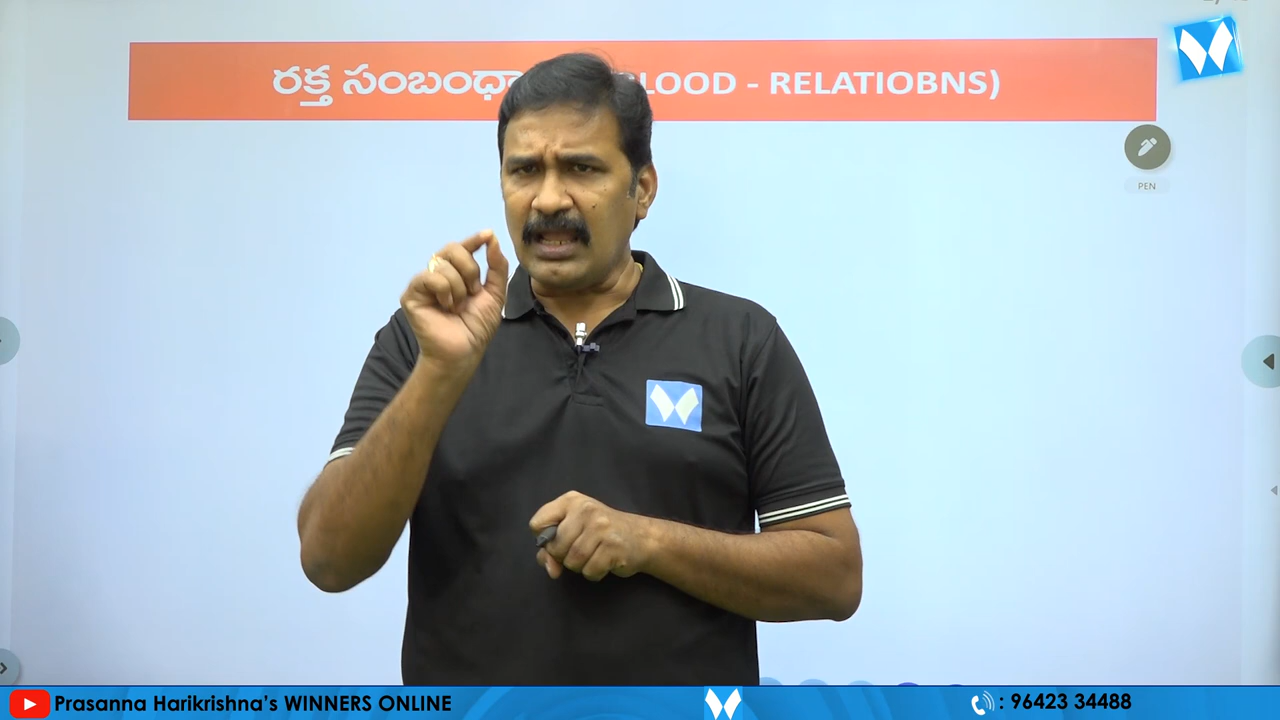 రక్త సంబంధా LOOD - RELATIOBNS)
PEN
Prasanna Harikrishna's WINNERS ONLINE
: 96423 34488